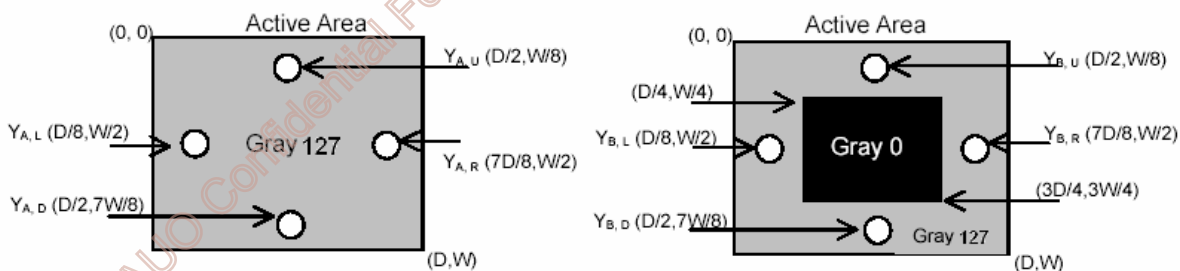 Active Area
(0, 0)
Y_A, U (D/2,W/8)
Y_A, L (D/8,W/2)
Gray 127
Y_A, R (7D/8,W/2)
Y_A, D (D/2,7W/8)
(D,W)
AUO Confidential
Active Area
(0, 0)
Y_B, U (D/2,W/8)
(D/4,W/4)
Y_B, L (D/8,W/2)
Gray 0
Y_B, R (7D/8,W/2)
(3D/4,3W/4)
Y_B, D (D/2,7W/8)
Gray 127
(D,W)